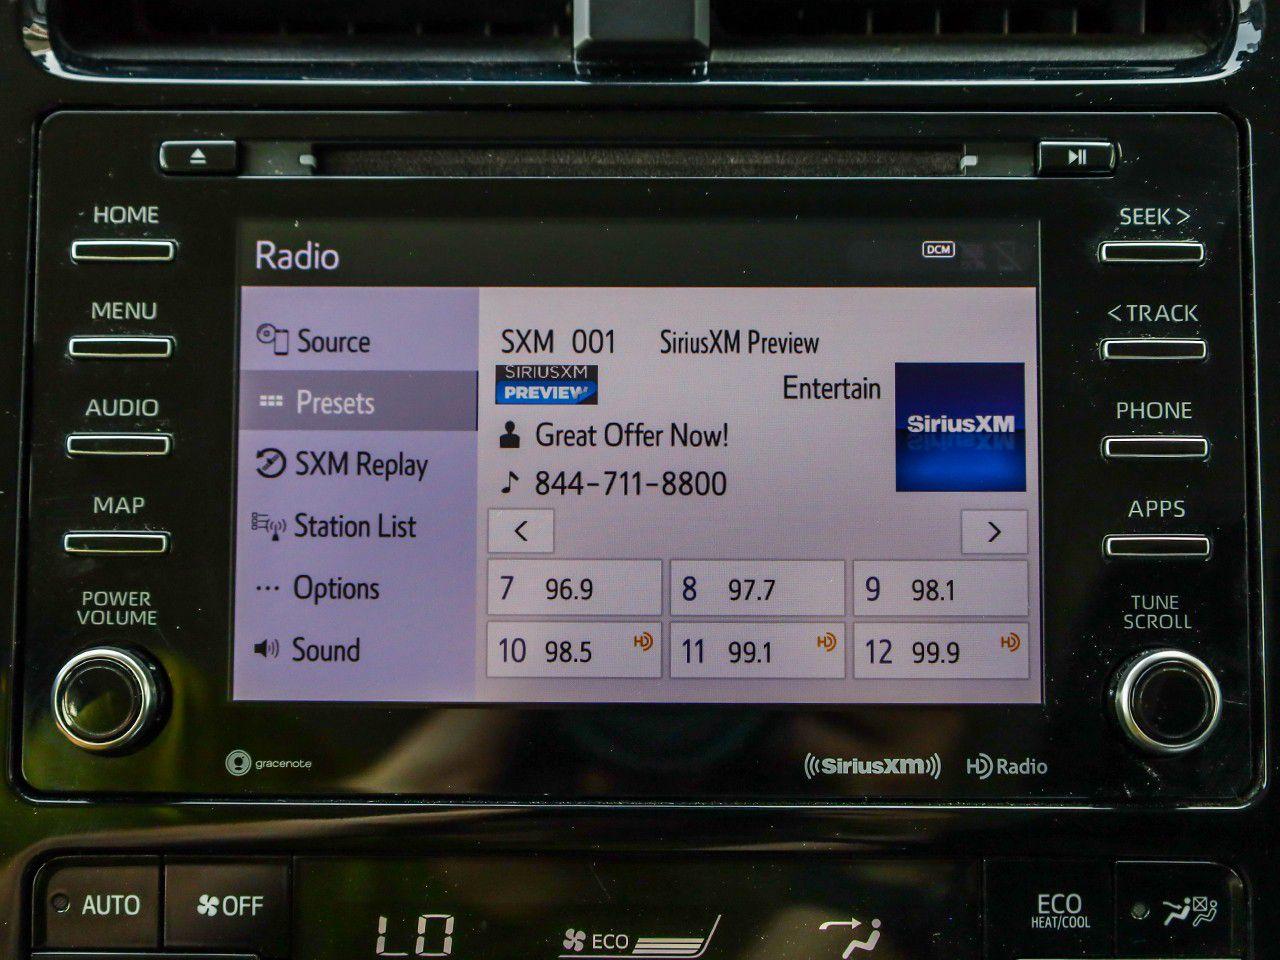 HOME
MENU
AUDIO
MAP
POWER
VOLUME
Radio
DCM
Source
Presets
SXM Replay
Station List
Options
Sound
SXM 001 SiriusXM Preview
SIRIUSXM
PREVIEW
Entertain
SiriusXM
Great Offer Now!
844-711-8800
<
>
7 96.9
8 97.7
9 98.1
10 98.5 HD
11 99.1 HD
12 99.9 HD
SEEK >
< TRACK
PHONE
APPS
TUNE
SCROLL
gracenote
((SiriusXM))
HD Radio
AUTO
OFF
LO
ECO
ECO
HEAT/COOL